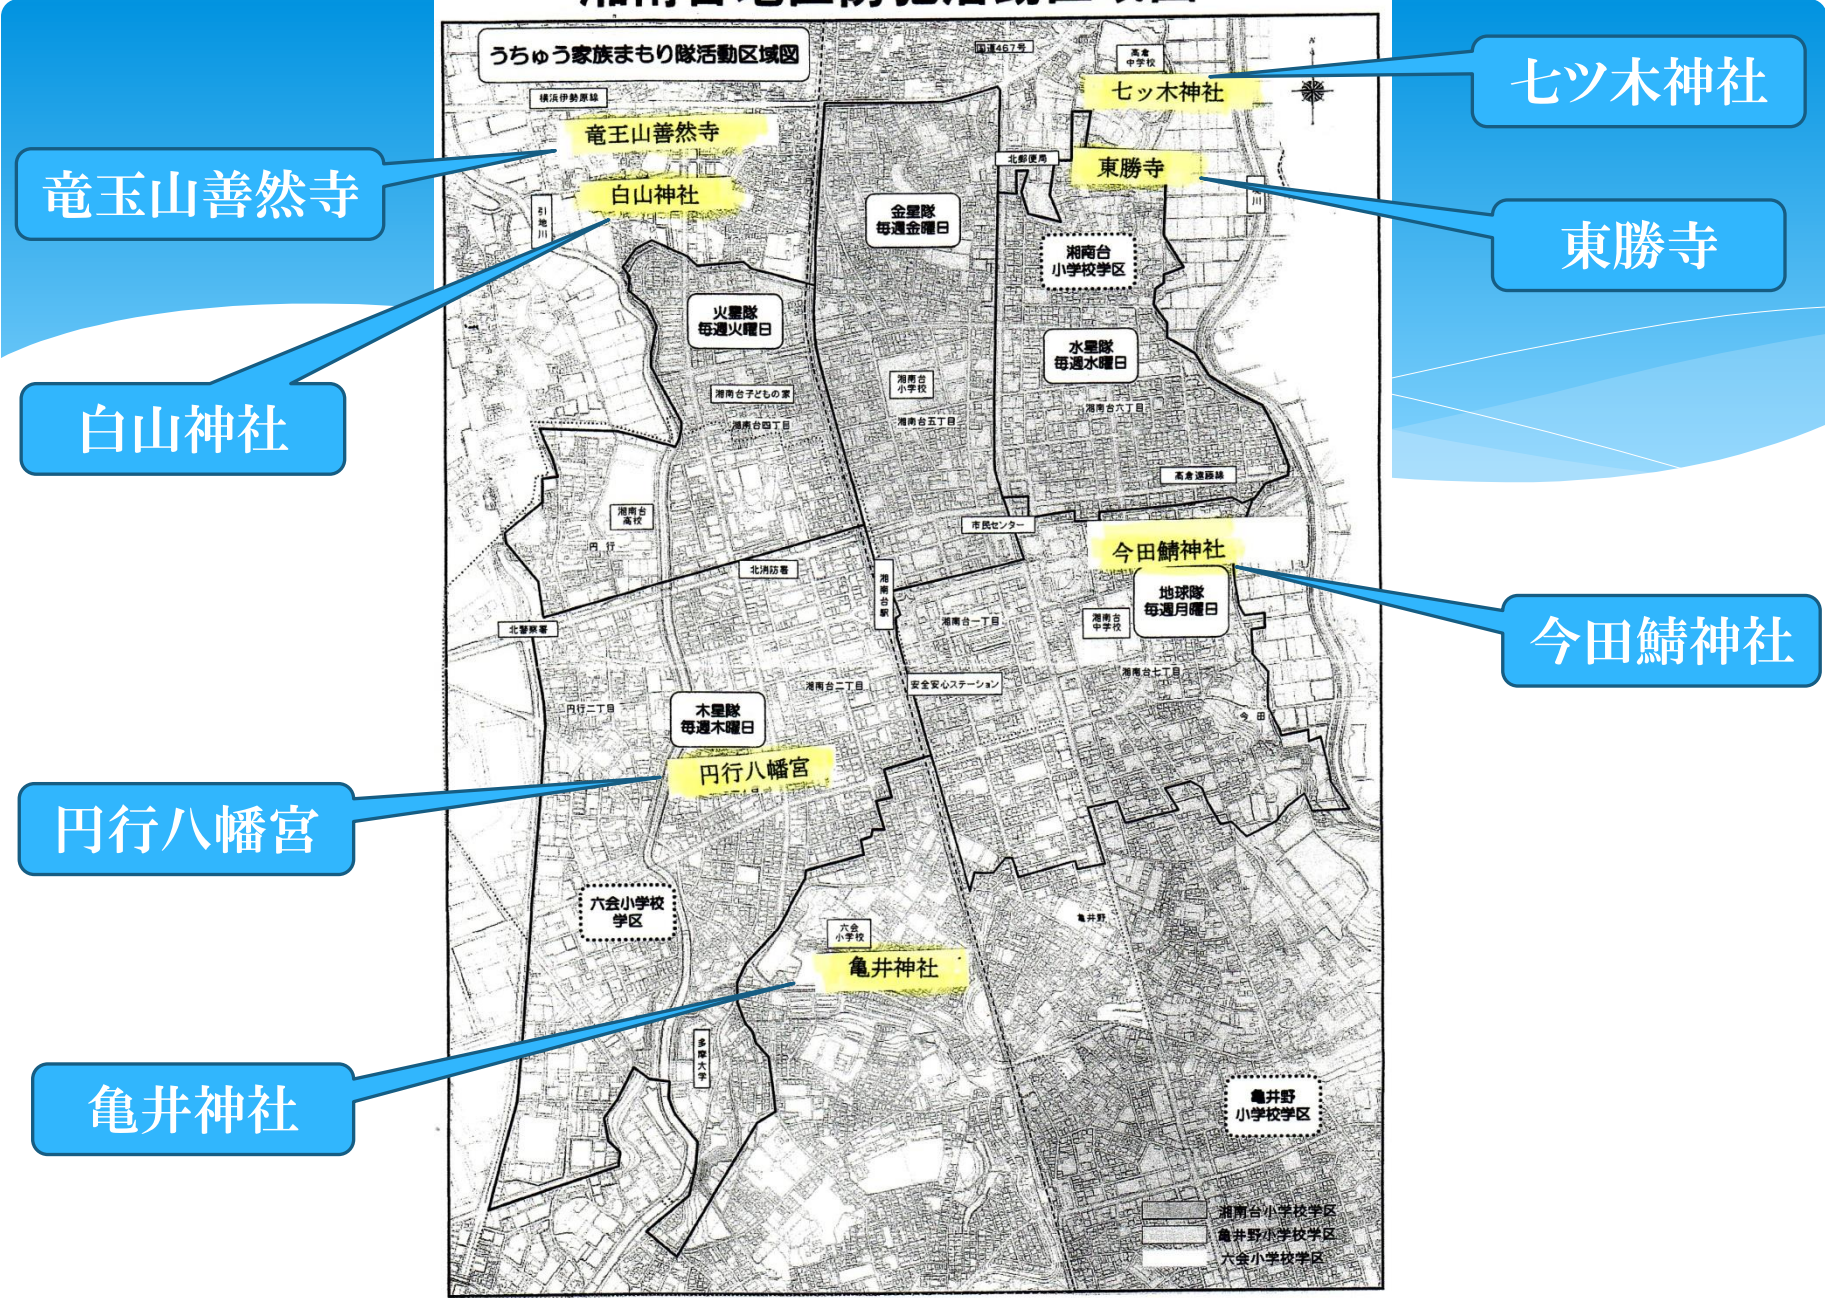 うちゅう家族まもり隊活動区域図
国道467号
高倉
中学校
七ッ木神社
七ツ木神社
横浜伊勢原線
竜王山善然寺
竜玉山善然寺
北郵便局
東勝寺
東勝寺
白山神社
白山神社
引地川
金星隊
毎週金曜日
湘南台
小学校学区
火星隊
毎週火曜日
水星隊
毎週水曜日
湘南台
小学校
湘南台子どもの家
湘南台四丁目
湘南台五丁目
湘南台六丁目
高倉遠藤線
湘南台
高校
円行
市民センター
今田鯖神社
今田鯖神社
北消防署
湘南台駅
地球隊
毎週月曜日
湘南台
中学校
湘南台一丁目
北警察署
湘南台二丁目
安全安心ステーション
湘南台七丁目
円行二丁目
今田
木星隊
毎週木曜日
円行八幡宮
円行八幡宮
六会小学校
学区
亀井野
六会
小学校
亀井神社
亀井神社
多摩大学
亀井野
小学校学区
湘南台小学校学区
亀井野小学校学区
六会小学校学区